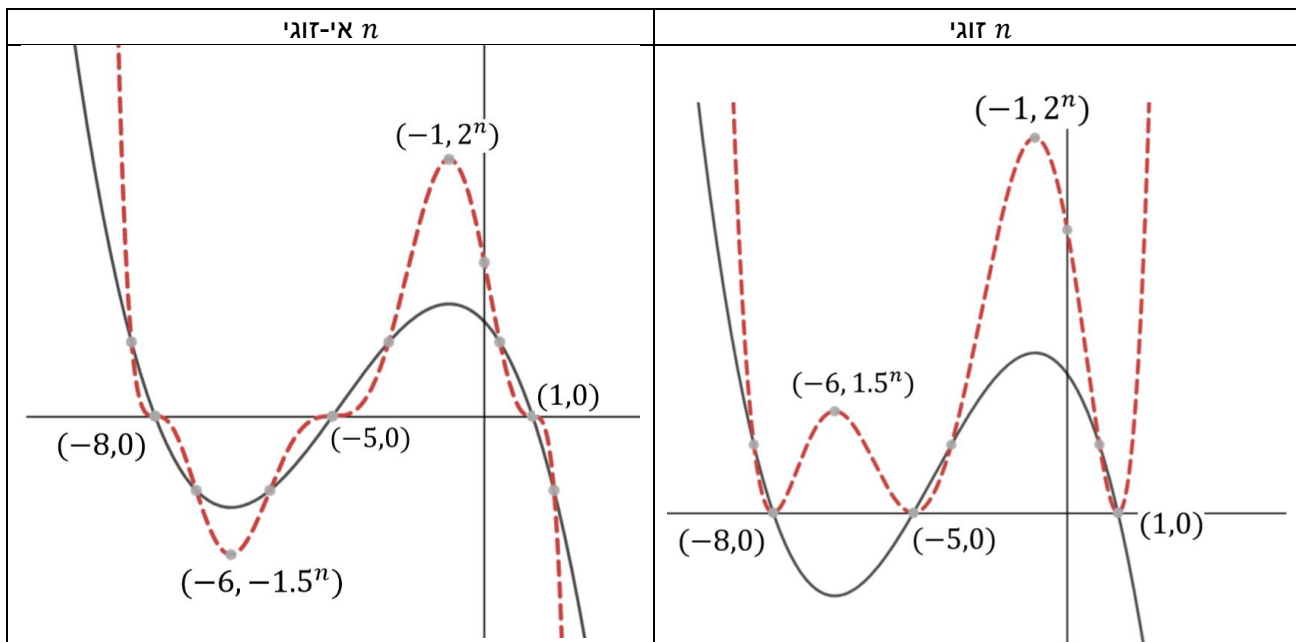 n זוגי
n אי-זוגי
(−1, 2ⁿ)
(−6, 1.5ⁿ)
(−8,0)
(−5,0)
(1,0)
(−1, 2ⁿ)
(1,0)
(−8,0)
(−5,0)
(−6, −1.5ⁿ)